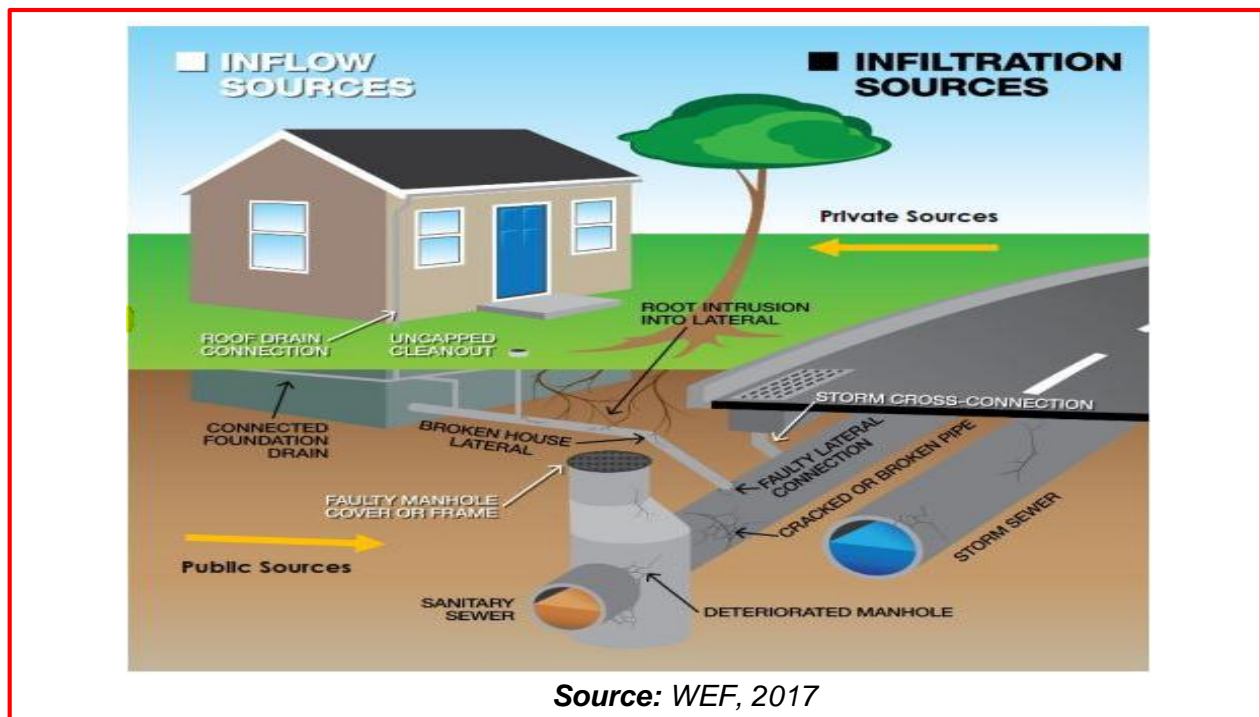 INFLOW
SOURCES
INFILTRATION
SOURCES
Private Sources
ROOT INTRUSION
INTO LATERAL
ROOF DRAIN
CONNECTION
UNCAPPED
CLEANOUT
STORM CROSS-CONNECTION
CONNECTED
FOUNDATION
DRAIN
BROKEN HOUSE
LATERAL
FAULTY LATERAL
CONNECTION
CRACKED OR BROKEN PIPE
FAULTY MANHOLE
COVER OR FRAME
STORM SEWER
Public Sources
SANITARY
SEWER
DETERIORATED MANHOLE
Source: WEF, 2017